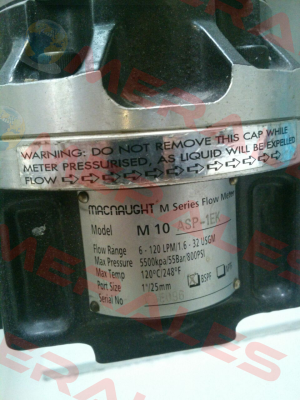 WARNING: DO NOT REMOVE THIS CAP WHILE
METER PRESSURISED, AS LIQUID WILL BE EXPELLED
FLOW ⇨⇨⇨⇨⇨⇨⇨⇨⇨⇨
MACNAUGHT M Series Flow Meter
Model M 10 ASP-1EK
Flow Range 6 - 120 LPM/1.6 - 32 USGM
Max Pressure 5500kpa/55Bar/800PSI
Max Temp 120°C/248°F
Port Size 1"/25mm
BSPF
Serial No